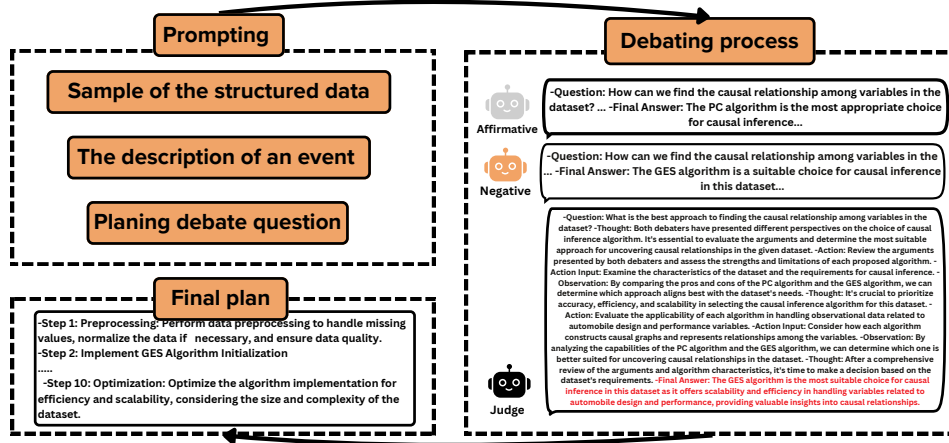 Prompting
Sample of the structured data
The description of an event
Planing debate question
Debating process
Affirmative
-Question: How can we find the causal relationship among variables in the
dataset? ... -Final Answer: The PC algorithm is the most appropriate choice
for causal inference...
Negative
-Question: How can we find the causal relationship among variables in the
... -Final Answer: The GES algorithm is a suitable choice for causal inference
in this dataset...
Judge
-Question: What is the best approach to finding the causal relationship among variables in the
dataset? -Thought: Both debaters have presented different perspectives on the choice of causal
inference algorithm. It's essential to evaluate the arguments and determine the most suitable
approach for uncovering causal relationships in the given dataset. -Action: Review the arguments
presented by both debaters and assess the strengths and limitations of each proposed algorithm. -
Action Input: Examine the characteristics of the dataset and the requirements for causal inference. -
Observation: By comparing the pros and cons of the PC algorithm and the GES algorithm, we can
determine which approach aligns best with the dataset's needs. -Thought: It's crucial to prioritize
accuracy, efficiency, and scalability in selecting the causal inference algorithm for this dataset. -
Action: Evaluate the applicability of each algorithm in handling observational data related to
automobile design and performance variables. -Action Input: Consider how each algorithm
constructs causal graphs and represents relationships among the variables. -Observation: By
analyzing the capabilities of the PC algorithm and the GES algorithm, we can determine which one is
better suited for uncovering causal relationships in the dataset. -Thought: After a comprehensive
review of the arguments and algorithm characteristics, it's time to make a decision based on the
dataset's requirements. -Final Answer: The GES algorithm is the most suitable choice for causal
inference in this dataset as it offers scalability and efficiency in handling variables related to
automobile design and performance, providing valuable insights into causal relationships.
Final plan
-Step 1: Preprocessing: Perform data preprocessing to handle missing
values, normalize the data if necessary, and ensure data quality.
-Step 2: Implement GES Algorithm Initialization
.....
-Step 10: Optimization: Optimize the algorithm implementation for
efficiency and scalability, considering the size and complexity of the
dataset.